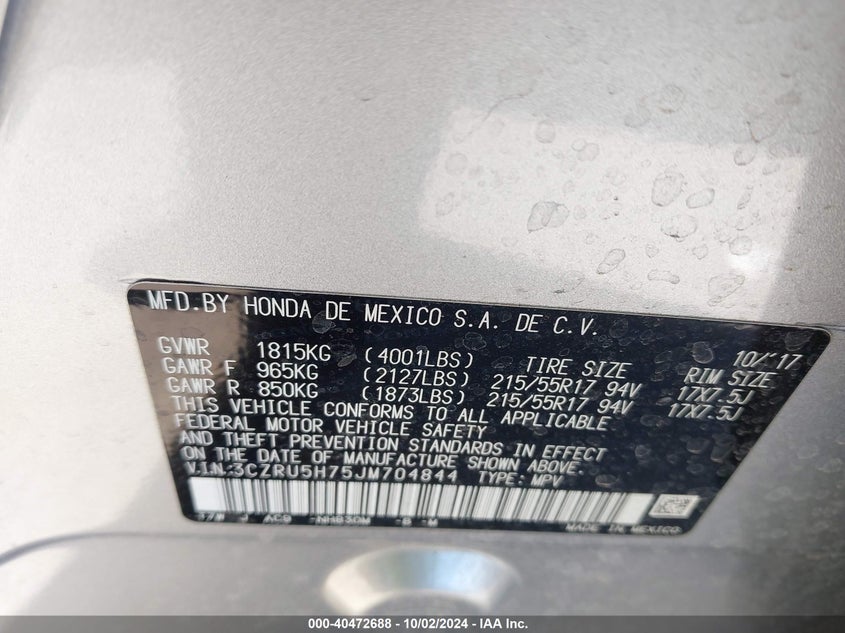 MFD.BY HONDA DE MEXICO S.A. DE C.V.
10/'17
GVWR 1815KG (4001LBS) TIRE SIZE RIM SIZE
GAWR F 965KG (2127LBS) 215/55R17 94V 17X7.5J
GAWR R 850KG (1873LBS) 215/55R17 94V 17X7.5J
THIS VEHICLE CONFORMS TO ALL APPLICABLE
FEDERAL MOTOR VEHICLE SAFETY
AND THEFT PREVENTION STANDARDS IN EFFECT
ON THE DATE OF MANUFACTURE SHOWN ABOVE.
V.I.N:3CZRU5H75JM704844 TYPE: MPV
NH830M -B -M
MADE IN MEXICO
000-40472688 - 10/02/2024 - IAA Inc.